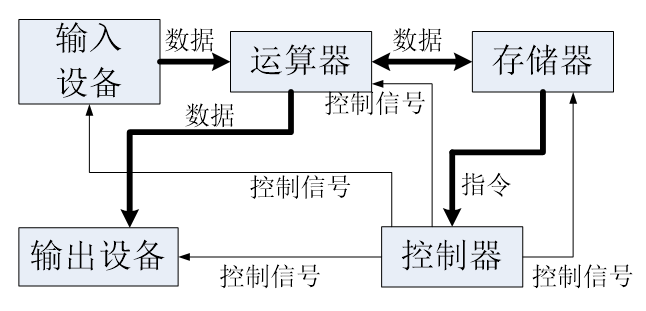 输入
设备
数据
运算器
数据
存储器
控制信号
数据
控制信号
指令
输出设备
控制信号
控制器
控制信号